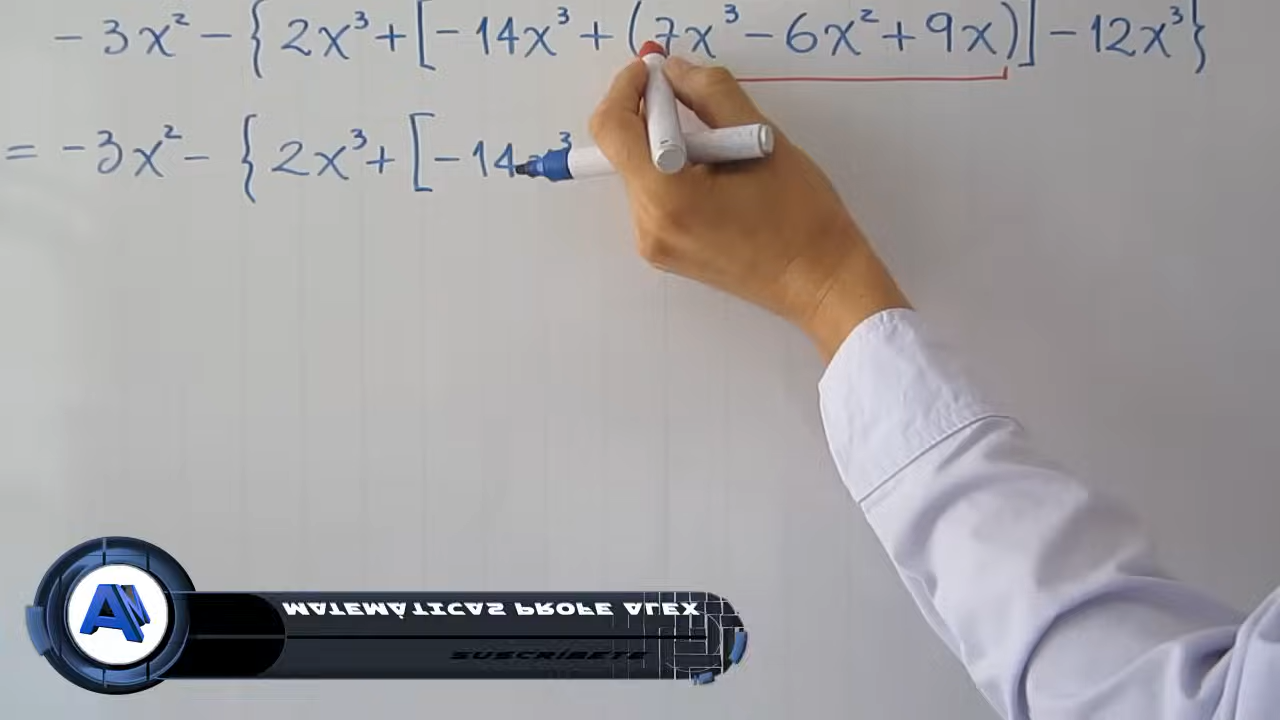 -3x² - {2x³ + [-14x³ + (7x³ - 6x² + 9x)] - 12x³}
= -3x² - {2x³ + [-14x³
MATEMÁTICAS PROFE ALEX
SUSCRÍBETE